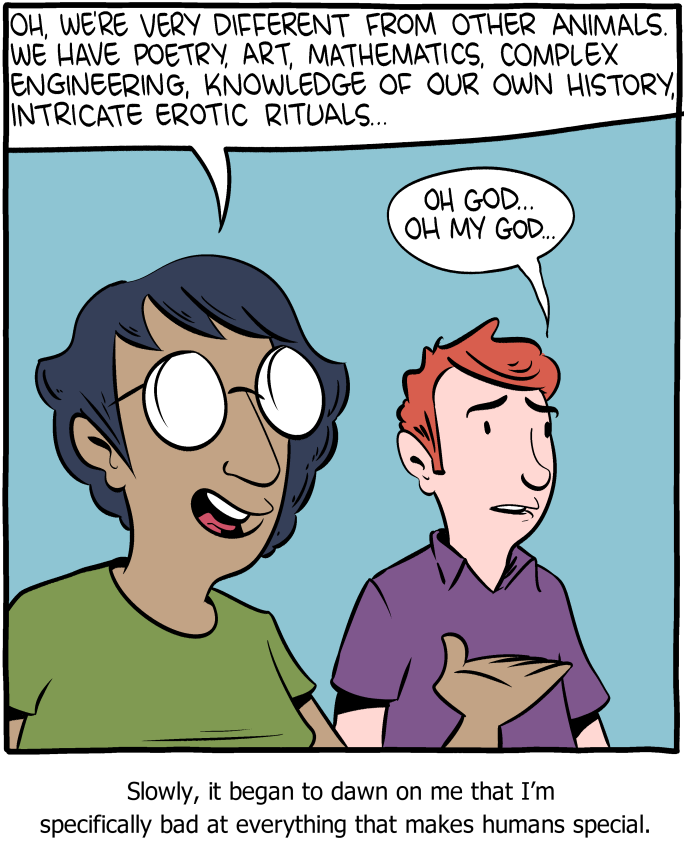 OH, WE'RE VERY DIFFERENT FROM OTHER ANIMALS.
WE HAVE POETRY, ART, MATHEMATICS, COMPLEX
ENGINEERING, KNOWLEDGE OF OUR OWN HISTORY,
INTRICATE EROTIC RITUALS...
OH GOD...
OH MY GOD...
Slowly, it began to dawn on me that I'm
specifically bad at everything that makes humans special.